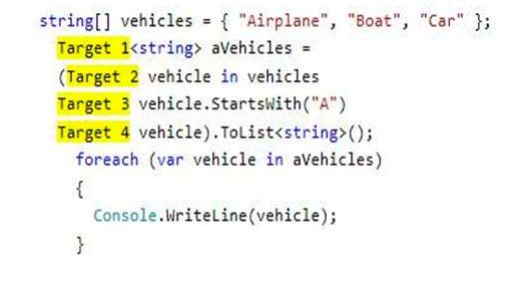 string[] vehicles = { "Airplane", "Boat", "Car" };
Target 1<string> aVehicles =
(Target 2 vehicle in vehicles
Target 3 vehicle.StartsWith("A")
Target 4 vehicle).ToList<string>();
foreach (var vehicle in aVehicles)
{
Console.WriteLine(vehicle);
}